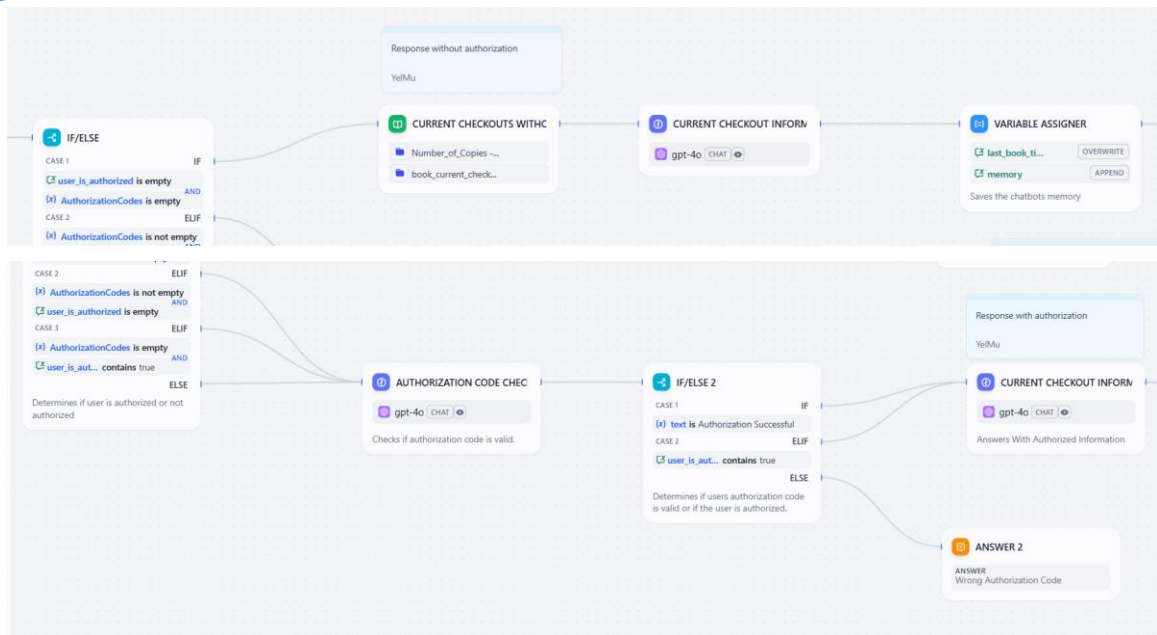 Response without authorization
YelMu
IF/ELSE
CASE 1 IF
user_is_authorized is empty
AND
{x} AuthorizationCodes is empty
CASE 2 ELIF
{x} AuthorizationCodes is not empty
CURRENT CHECKOUTS WITHC
Number_of_Copies -...
book_current_check...
CURRENT CHECKOUT INFORM
gpt-4o CHAT
VARIABLE ASSIGNER
last_book_ti... OVERWRITE
memory APPEND
Saves the chatbots memory
CASE 2 ELIF
{x} AuthorizationCodes is not empty
AND
user_is_authorized is empty
CASE 3 ELIF
{x} AuthorizationCodes is empty
AND
user_is_aut... contains true
ELSE
Determines if user is authorized or not
authorized
AUTHORIZATION CODE CHEC
gpt-4o CHAT
Checks if authorization code is valid.
IF/ELSE 2
CASE 1 IF
{x} text is Authorization Successful
CASE 2 ELIF
user_is_aut... contains true
ELSE
Determines if users authorization code
is valid or if the user is authorized.
Response with authorization
YelMu
CURRENT CHECKOUT INFORM
gpt-4o CHAT
Answers With Authorized Information
ANSWER 2
ANSWER
Wrong Authorization Code